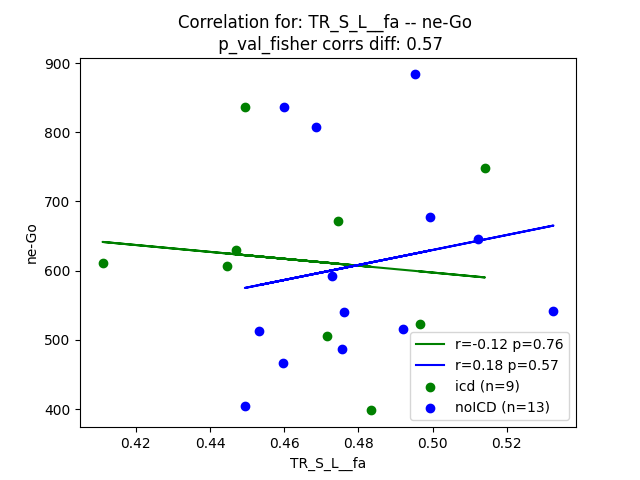 Correlation for: TR_S_L__fa -- ne-Go
p_val_fisher corrs diff: 0.57
900
800
700
600
500
400
ne-Go
0.42 0.44 0.46 0.48 0.50 0.52
TR_S_L__fa
r=-0.12 p=0.76
r=0.18 p=0.57
icd (n=9)
noICD (n=13)